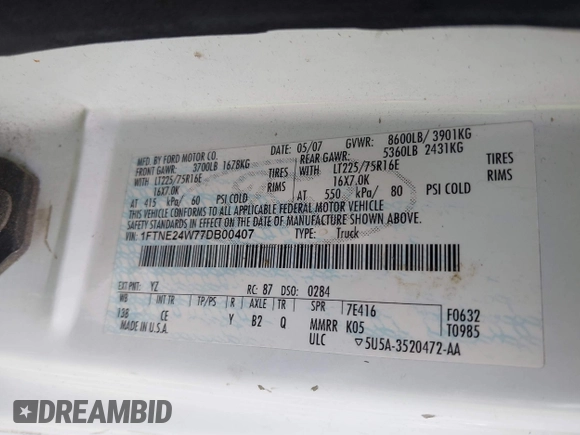 MFD. BY FORD MOTOR CO.
DATE: 05/07 GVWR: 8600LB/ 3901KG
FRONT GAWR: 3700LB 1678KG
REAR GAWR: 5360LB 2431KG
WITH LT225/75R16E TIRES
WITH LT225/75R16E TIRES
16X7.0K RIMS
16X7.0K RIMS
AT 415 kPa/ 60 PSI COLD
AT 550 kPa/ 80 PSI COLD
THIS VEHICLE CONFORMS TO ALL APPLICABLE FEDERAL MOTOR VEHICLE
SAFETY STANDARDS IN EFFECT ON THE DATE OF MANUFACTURE SHOWN ABOVE.
VIN: 1FTNE24W77DB00407 TYPE: Truck
EXT PNT: YZ RC: 87 DSO: 0284
WB INT TR TP/PS R AXLE TR SPR 7E416 F0632
138 CE Y B2 Q MMRR K05 T0985
MADE IN U.S.A. ULC 5U5A-3520472-AA
DREAMBID